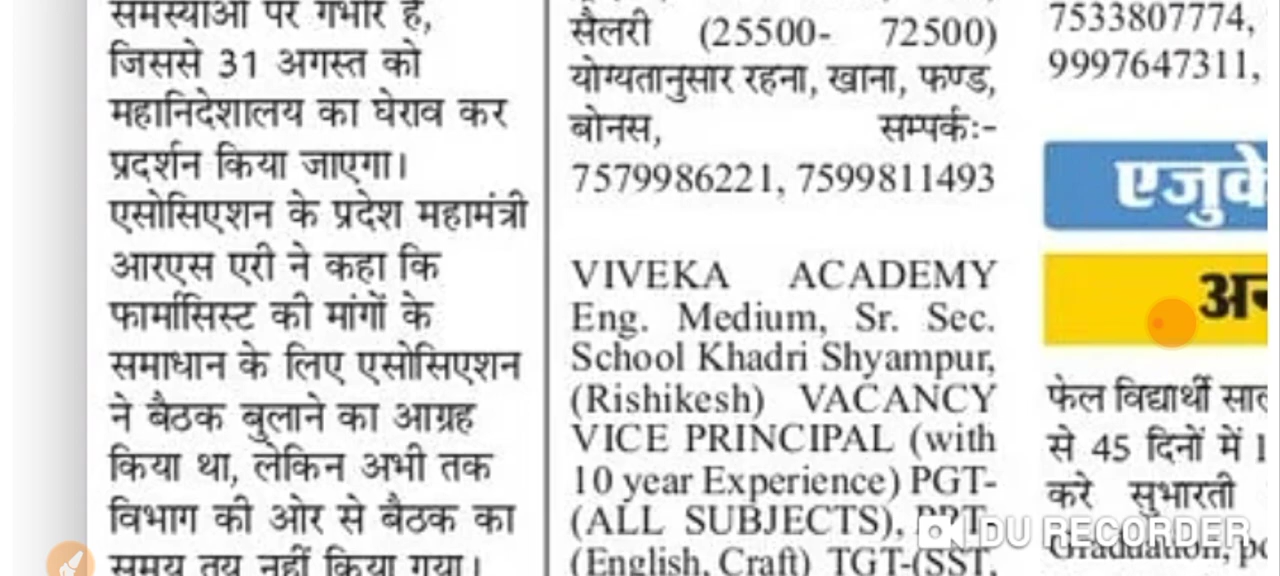 समस्याओं पर गंभीर है,
जिससे 31 अगस्त को
महानिदेशालय का घेराव कर
प्रदर्शन किया जाएगा।
एसोसिएशन के प्रदेश महामंत्री
आरएस एरी ने कहा कि
फार्मासिस्ट की मांगों के
समाधान के लिए एसोसिएशन
ने बैठक बुलाने का आग्रह
किया था, लेकिन अभी तक
विभाग की ओर से बैठक का
समय तय नहीं किया गया।
सैलरी (25500- 72500)
योग्यतानुसार रहना, खाना, फण्ड,
बोनस, सम्पर्क:-
7579986221, 7599811493
VIVEKA ACADEMY
Eng. Medium, Sr. Sec.
School Khadri Shyampur,
(Rishikesh) VACANCY
VICE PRINCIPAL (with
10 year Experience) PGT-
(ALL SUBJECTS), PRT-
(English, Craft) TGT-(SST,
7533807774,
9997647311,
एजुके
फेल विद्यार्थी
से 45 दिनों में
करे सुभारती
Graduation,
DU RECORDER